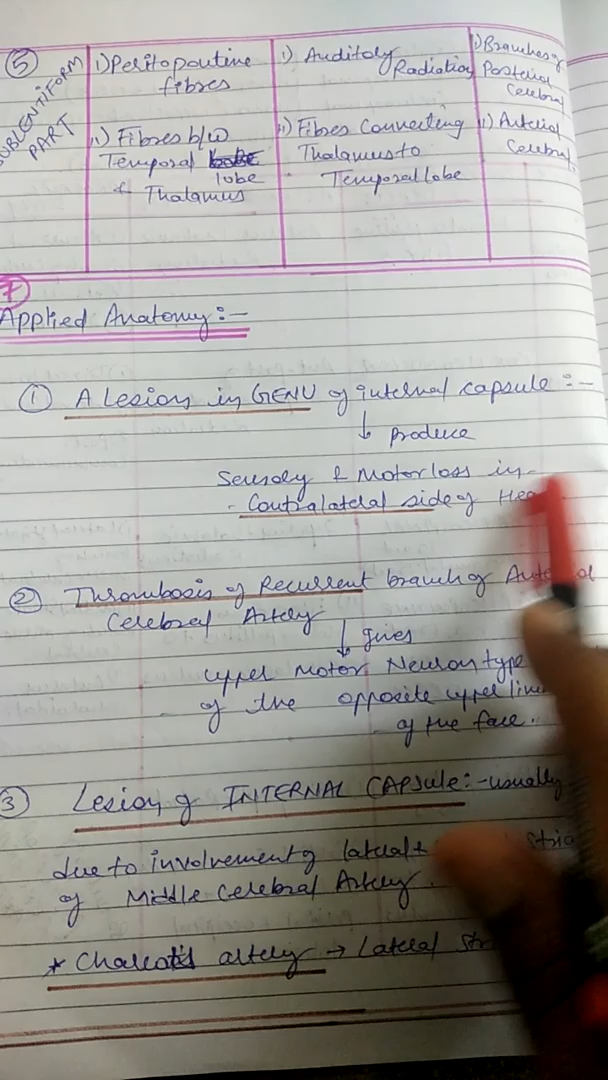 5
SUBLENTIFORM
PART
i) Peritopontine
fibres
ii) Fibres b/w
Temporal
lobe
& Thalamus
i) Auditory
Radiation
ii) Fibres Connecting
Thalamus to
Temporal lobe
i) Branches of
Posterior
Cerebral
ii) Arterial
Cerebral
7
Applied Anatomy :-
1 A Lesion in GENU of internal capsule :-
↓ produce
Sensory & Motor loss in
- Contralateral side of
2 Thrombosis of Recurrent branch of
Cerebral Artery
↓ gives
upper Motor Neuron type
of the opposite upper
of the face.
3 Lesion of INTERNAL CAPSULE :- usually
due to involvement of lateral
of Middle Cerebral Artery.
* Charcot's artery → Lateral